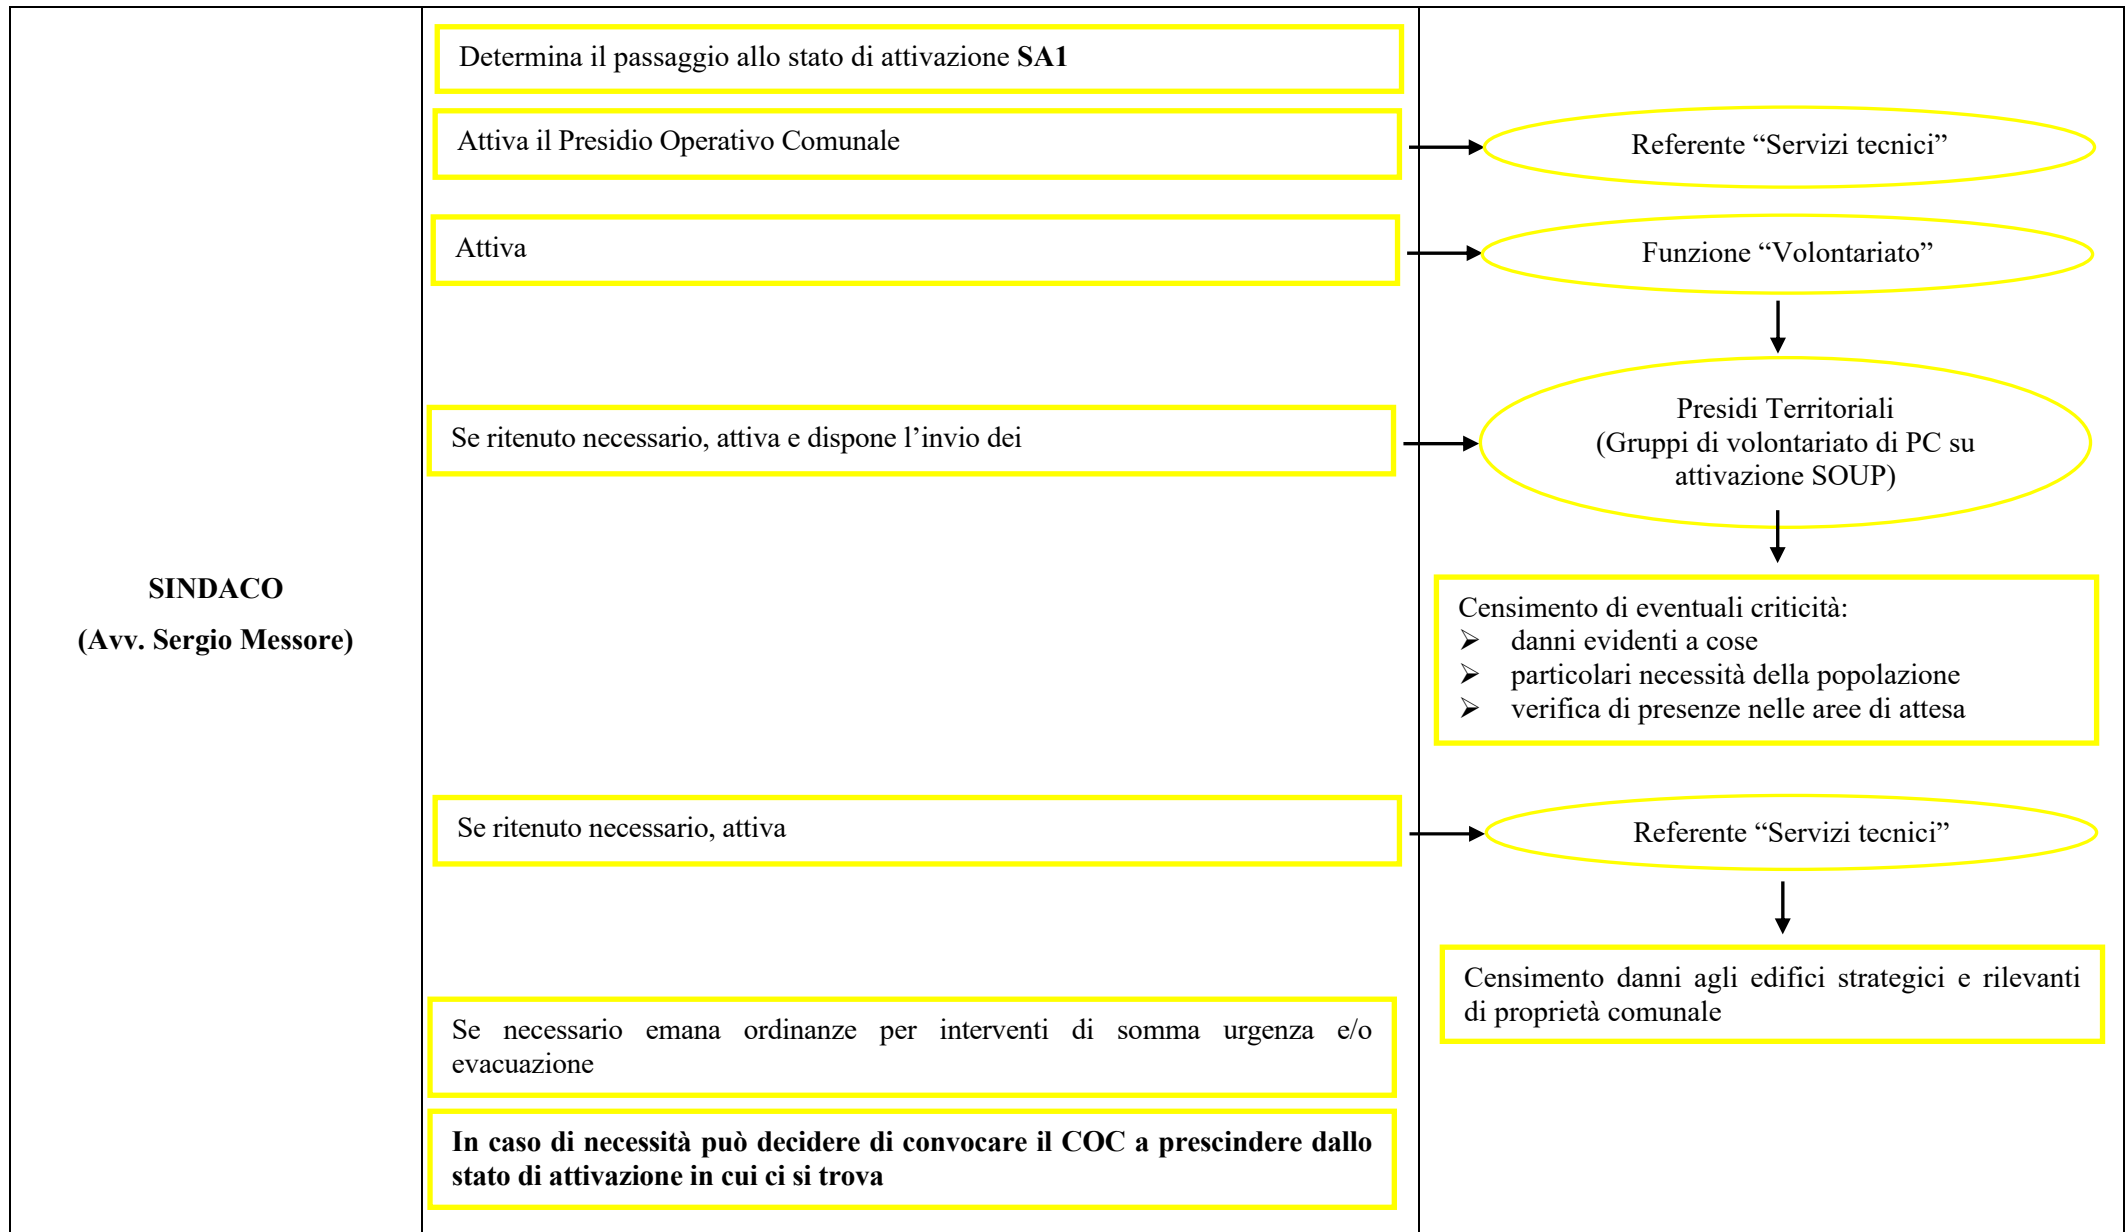 SINDACO
(Avv. Sergio Messore)
Determina il passaggio allo stato di attivazione SA1
Attiva il Presidio Operativo Comunale
Referente “Servizi tecnici”
Attiva
Funzione “Volontariato”
Se ritenuto necessario, attiva e dispone l’invio dei
Presidi Territoriali
(Gruppi di volontariato di PC su
attivazione SOUP)
Censimento di eventuali criticità:
➢ danni evidenti a cose
➢ particolari necessità della popolazione
➢ verifica di presenze nelle aree di attesa
Se ritenuto necessario, attiva
Referente “Servizi tecnici”
Censimento danni agli edifici strategici e rilevanti
di proprietà comunale
Se necessario emana ordinanze per interventi di somma urgenza e/o
evacuazione
In caso di necessità può decidere di convocare il COC a prescindere dallo
stato di attivazione in cui ci si trova